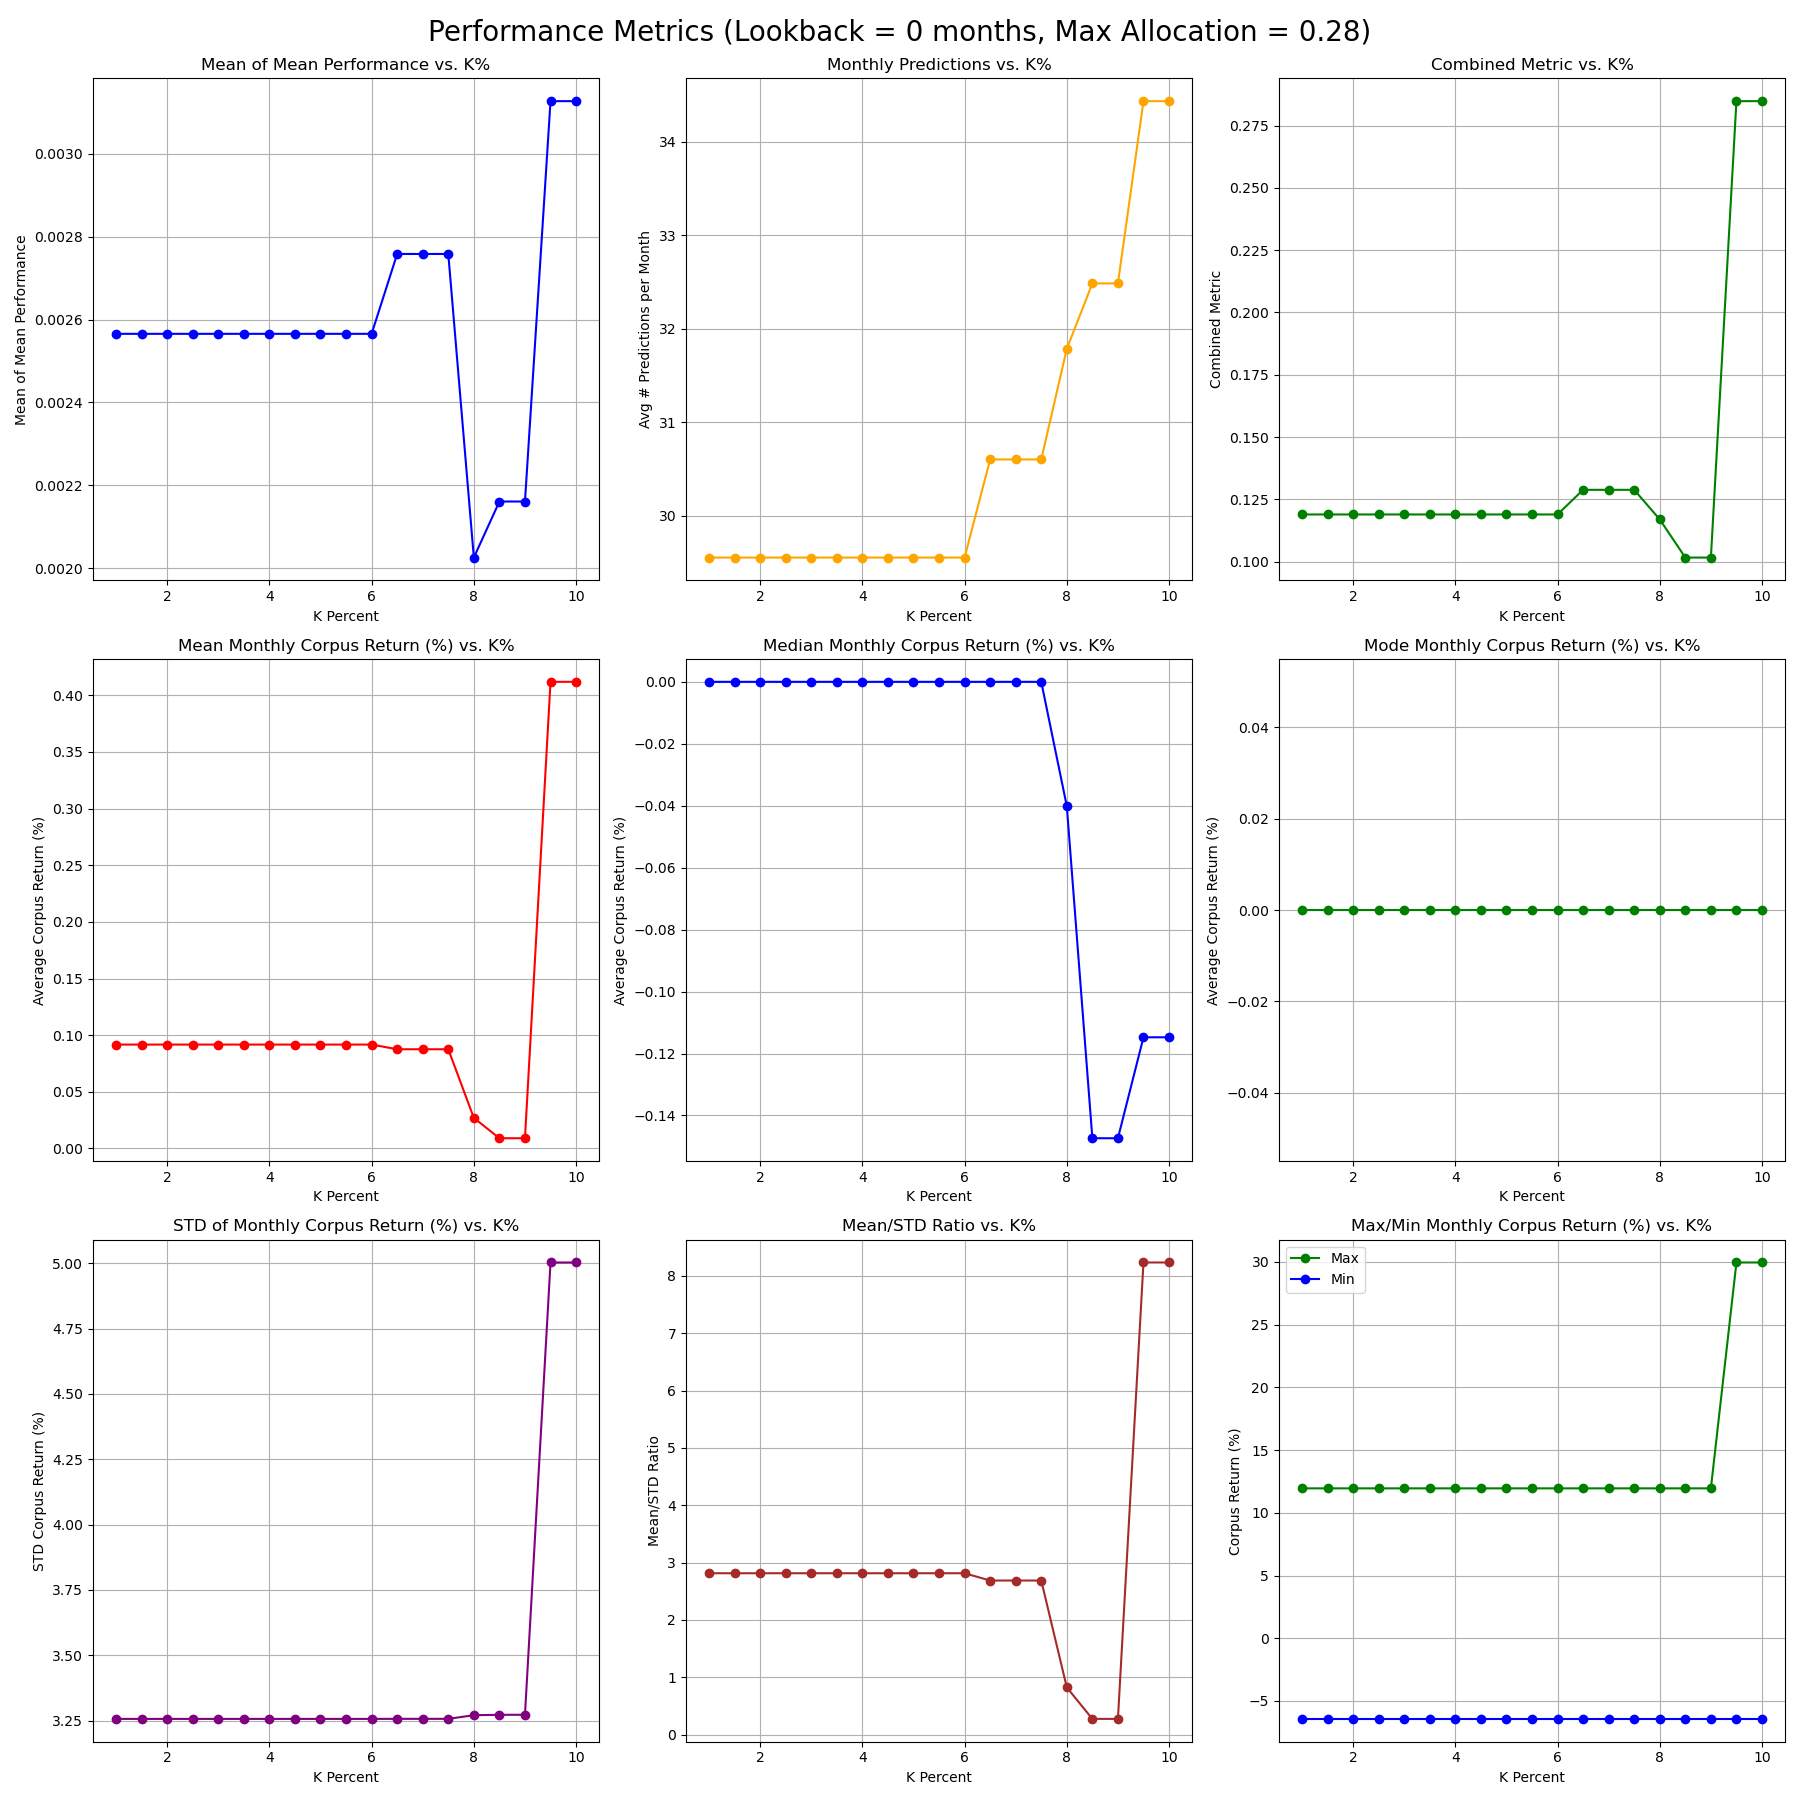 Performance Metrics (Lookback = 0 months, Max Allocation = 0.28)
Mean of Mean Performance vs. K%
Mean of Mean Performance
0.0030
0.0028
0.0026
0.0024
0.0022
0.0020
2 4 6 8 10
K Percent
Monthly Predictions vs. K%
Avg # Predictions per Month
34
33
32
31
30
2 4 6 8 10
K Percent
Combined Metric vs. K%
Combined Metric
0.275
0.250
0.225
0.200
0.175
0.150
0.125
0.100
2 4 6 8 10
K Percent
Mean Monthly Corpus Return (%) vs. K%
Average Corpus Return (%)
0.40
0.35
0.30
0.25
0.20
0.15
0.10
0.05
0.00
2 4 6 8 10
K Percent
Median Monthly Corpus Return (%) vs. K%
Average Corpus Return (%)
0.00
−0.02
−0.04
−0.06
−0.08
−0.10
−0.12
−0.14
2 4 6 8 10
K Percent
Mode Monthly Corpus Return (%) vs. K%
Average Corpus Return (%)
0.04
0.02
0.00
−0.02
−0.04
2 4 6 8 10
K Percent
STD of Monthly Corpus Return (%) vs. K%
STD Corpus Return (%)
5.00
4.75
4.50
4.25
4.00
3.75
3.50
3.25
2 4 6 8 10
K Percent
Mean/STD Ratio vs. K%
Mean/STD Ratio
8
7
6
5
4
3
2
1
0
2 4 6 8 10
K Percent
Max/Min Monthly Corpus Return (%) vs. K%
Max
Min
Corpus Return (%)
30
25
20
15
10
5
0
−5
2 4 6 8 10
K Percent